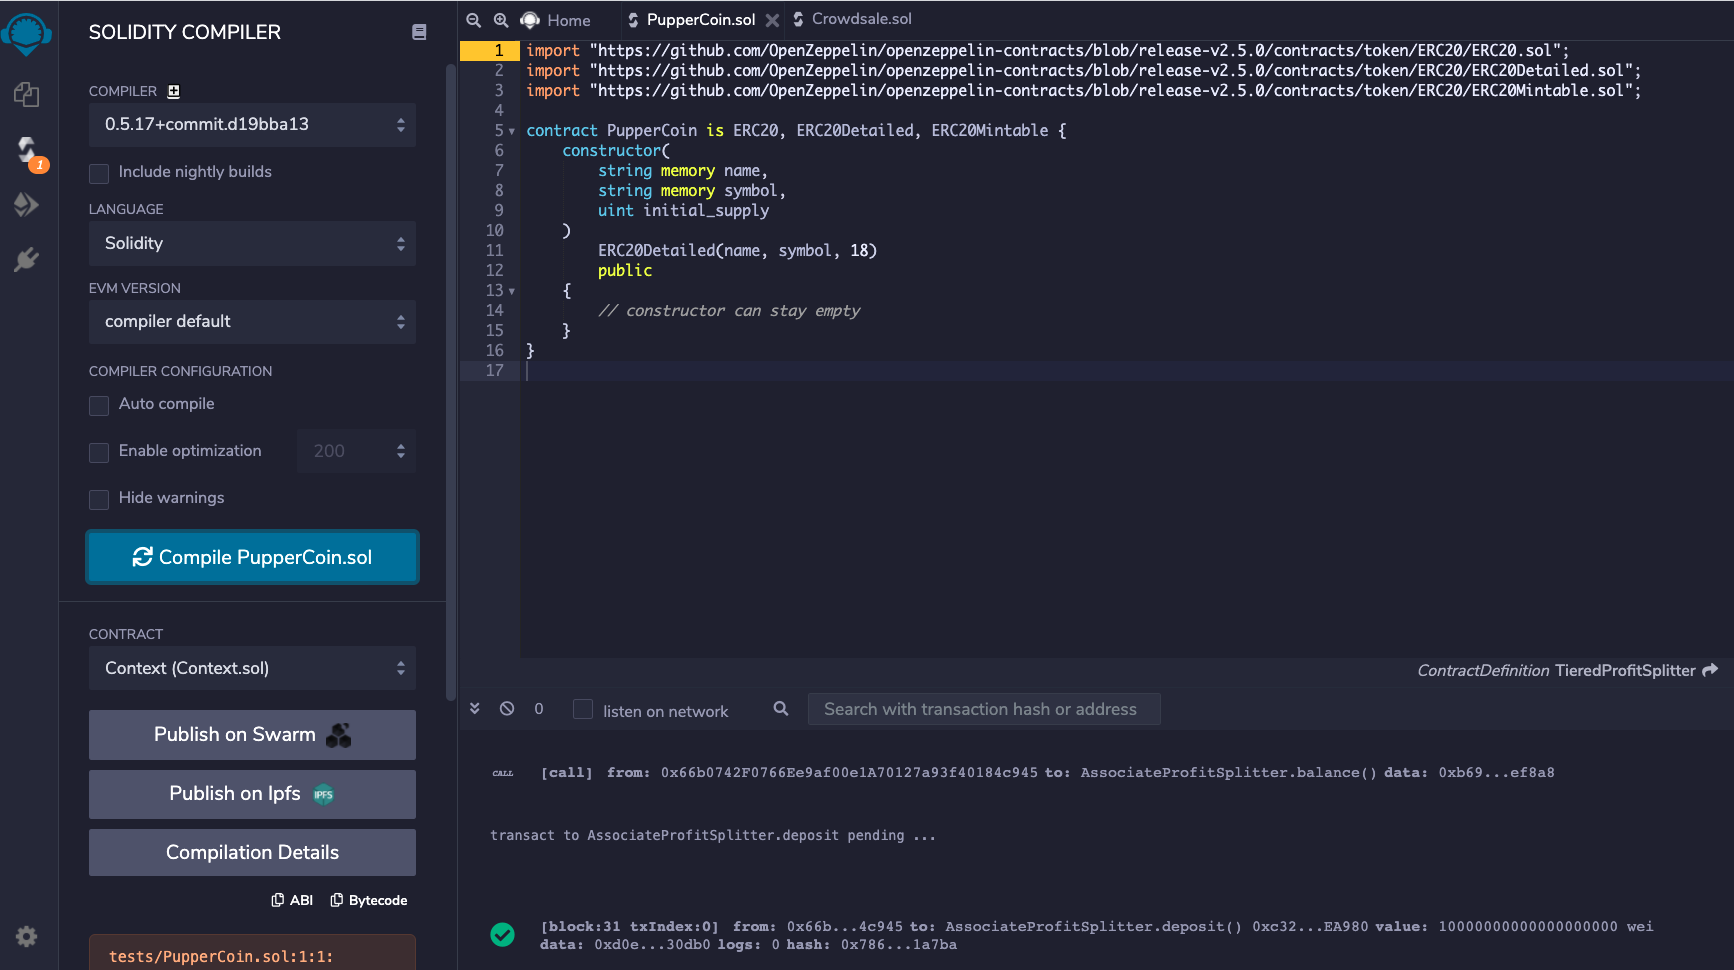 SOLIDITY COMPILER
COMPILER
0.5.17+commit.d19bba13
Include nightly builds
LANGUAGE
Solidity
EVM VERSION
compiler default
COMPILER CONFIGURATION
Auto compile
Enable optimization 200
Hide warnings
Compile PupperCoin.sol
CONTRACT
Context (Context.sol)
Publish on Swarm
Publish on Ipfs IPFS
Compilation Details
ABI Bytecode
tests/PupperCoin.sol:1:1:
1
Home PupperCoin.sol Crowdsale.sol
1 import "https://github.com/OpenZeppelin/openzeppelin-contracts/blob/release-v2.5.0/contracts/token/ERC20/ERC20.sol";
2 import "https://github.com/OpenZeppelin/openzeppelin-contracts/blob/release-v2.5.0/contracts/token/ERC20/ERC20Detailed.sol";
3 import "https://github.com/OpenZeppelin/openzeppelin-contracts/blob/release-v2.5.0/contracts/token/ERC20/ERC20Mintable.sol";
4
5 contract PupperCoin is ERC20, ERC20Detailed, ERC20Mintable {
6 constructor(
7 string memory name,
8 string memory symbol,
9 uint initial_supply
10 )
11 ERC20Detailed(name, symbol, 18)
12 public
13 {
14 // constructor can stay empty
15 }
16 }
17
ContractDefinition TieredProfitSplitter
0 listen on network Search with transaction hash or address
CALL [call] from: 0x66b0742F0766Ee9af00e1A70127a93f40184c945 to: AssociateProfitSplitter.balance() data: 0xb69...ef8a8
transact to AssociateProfitSplitter.deposit pending ...
[block:31 txIndex:0] from: 0x66b...4c945 to: AssociateProfitSplitter.deposit() 0xc32...EA980 value: 10000000000000000000 wei
data: 0xd0e...30db0 logs: 0 hash: 0x786...1a7ba